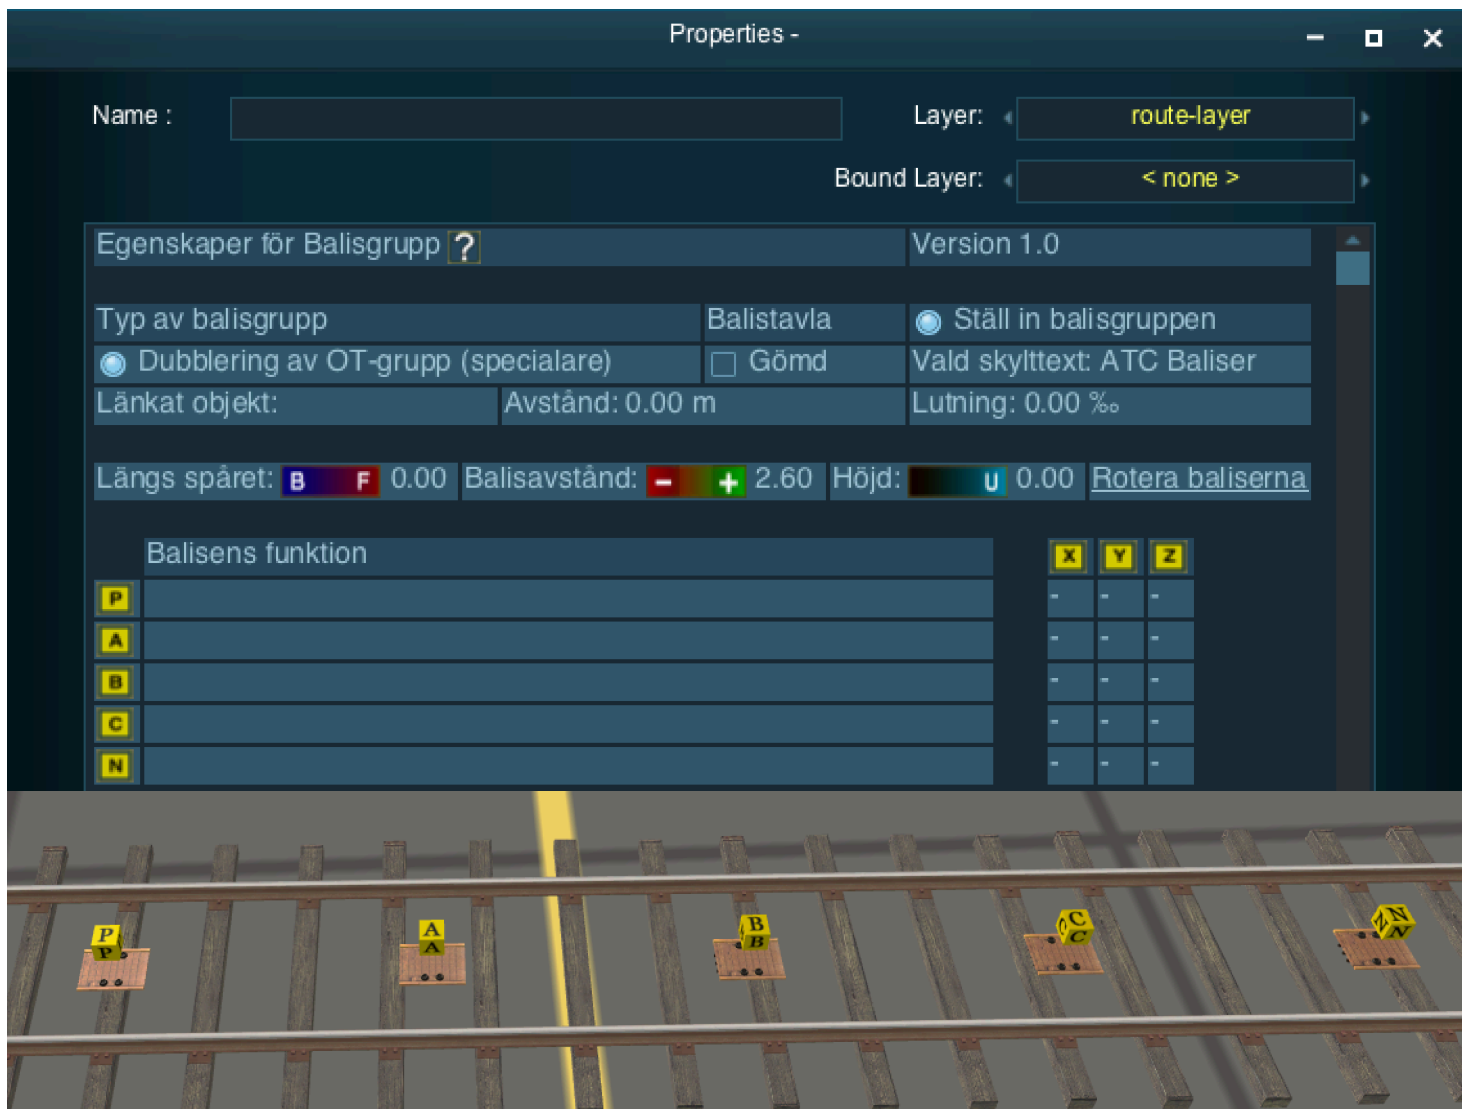 Properties -
Name : Layer: route-layer
Bound Layer: < none >
Egenskaper för Balisgrupp ? Version 1.0
Typ av balisgrupp Balistavla Ställ in balisgruppen
Dubblering av OT-grupp (specialare) Gömd Vald skylttext: ATC Baliser
Länkat objekt: Avstånd: 0.00 m Lutning: 0.00 ‰
Längs spåret: B F 0.00 Balisavstånd: - + 2.60 Höjd: U 0.00 Rotera baliserna
Balisens funktion X Y Z
P - - -
A - - -
B - - -
C - - -
N - - -
P A B C N
P A B C N